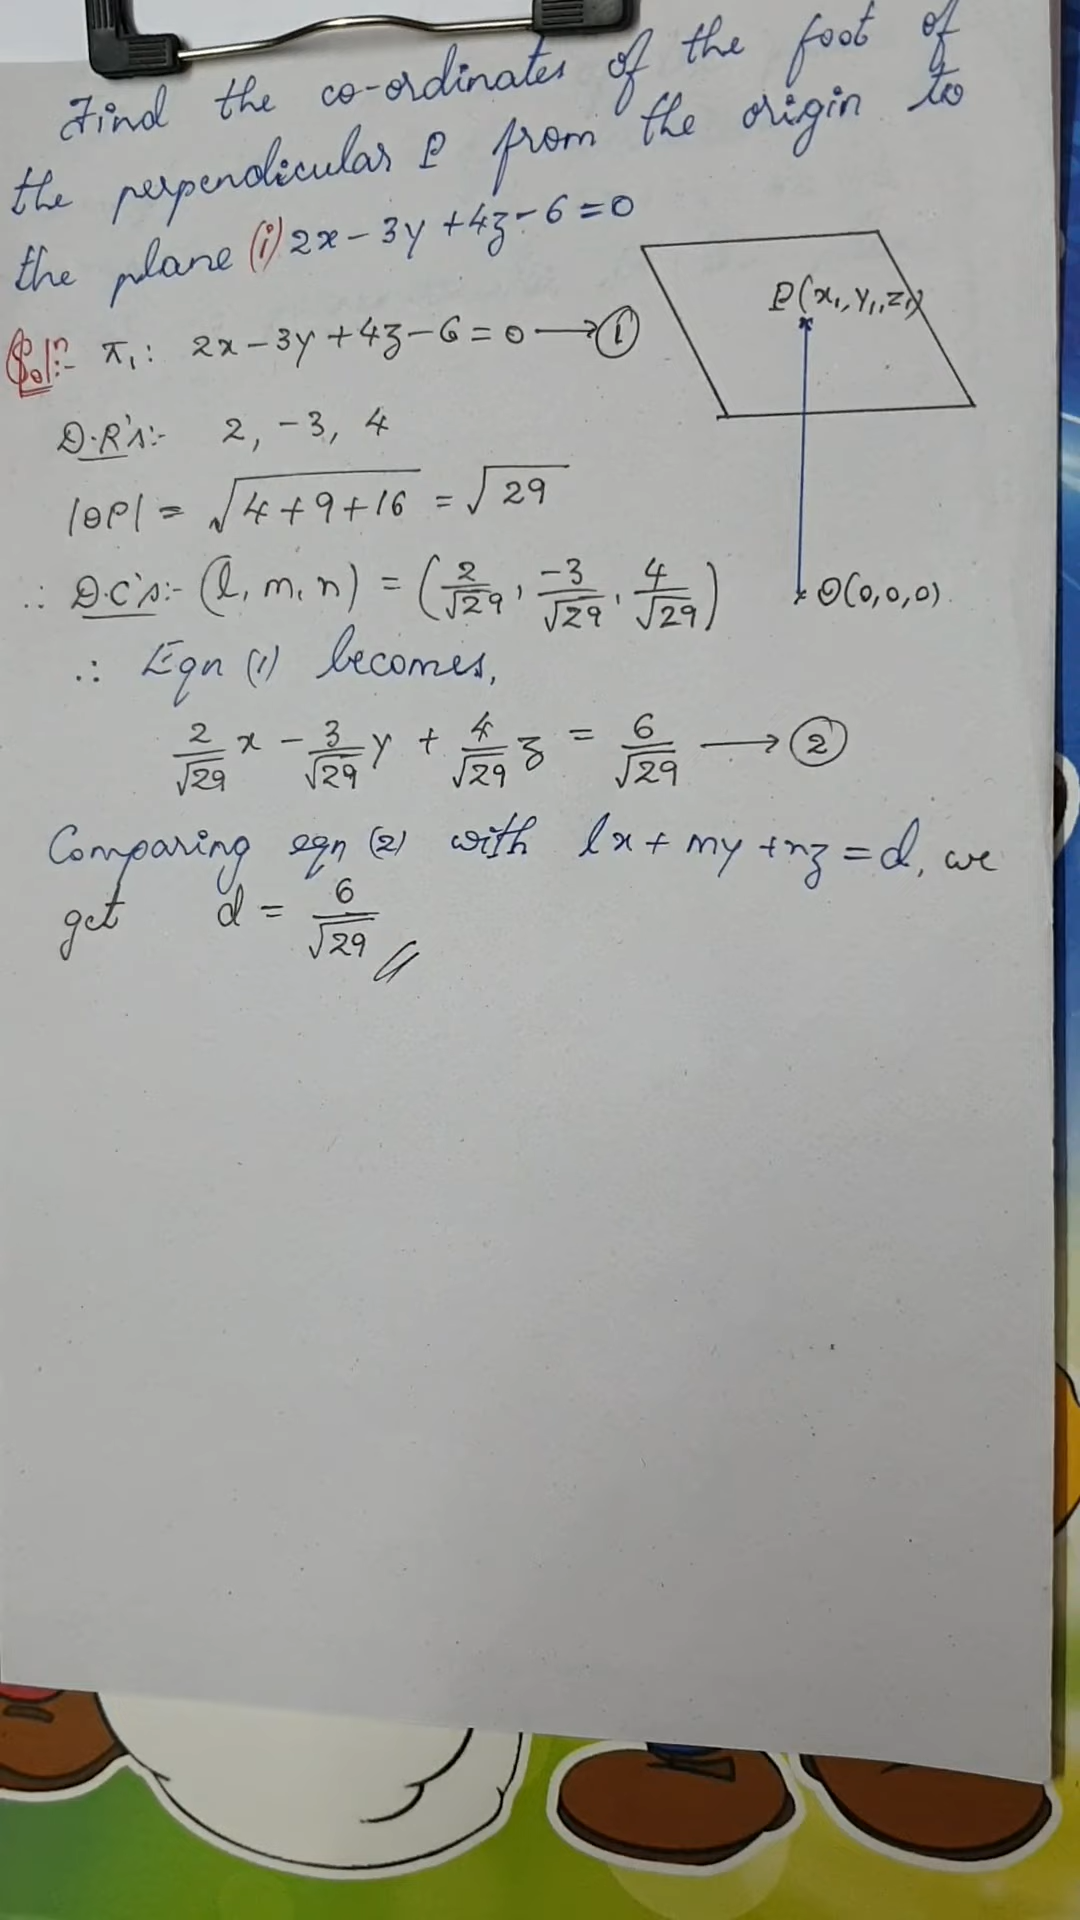 Find the co-ordinates of the foot of
the perpendicular P from the origin to
the plane (i) 2x - 3y + 4z - 6 = 0
P(x₁, y₁, z₁)
Solⁿ:- π₁: 2x - 3y + 4z - 6 = 0 → ①
D.R's:- 2, -3, 4
|OP| = √(4+9+16) = √29
∴ D.C's:- (l, m, n) = (2/√29, -3/√29, 4/√29)
O(0,0,0)
∴ Eqn (1) becomes,
2/√29 x - 3/√29 y + 4/√29 z = 6/√29 → ②
Comparing eqn (2) with lx + my + nz = d, we
get d = 6/√29 //